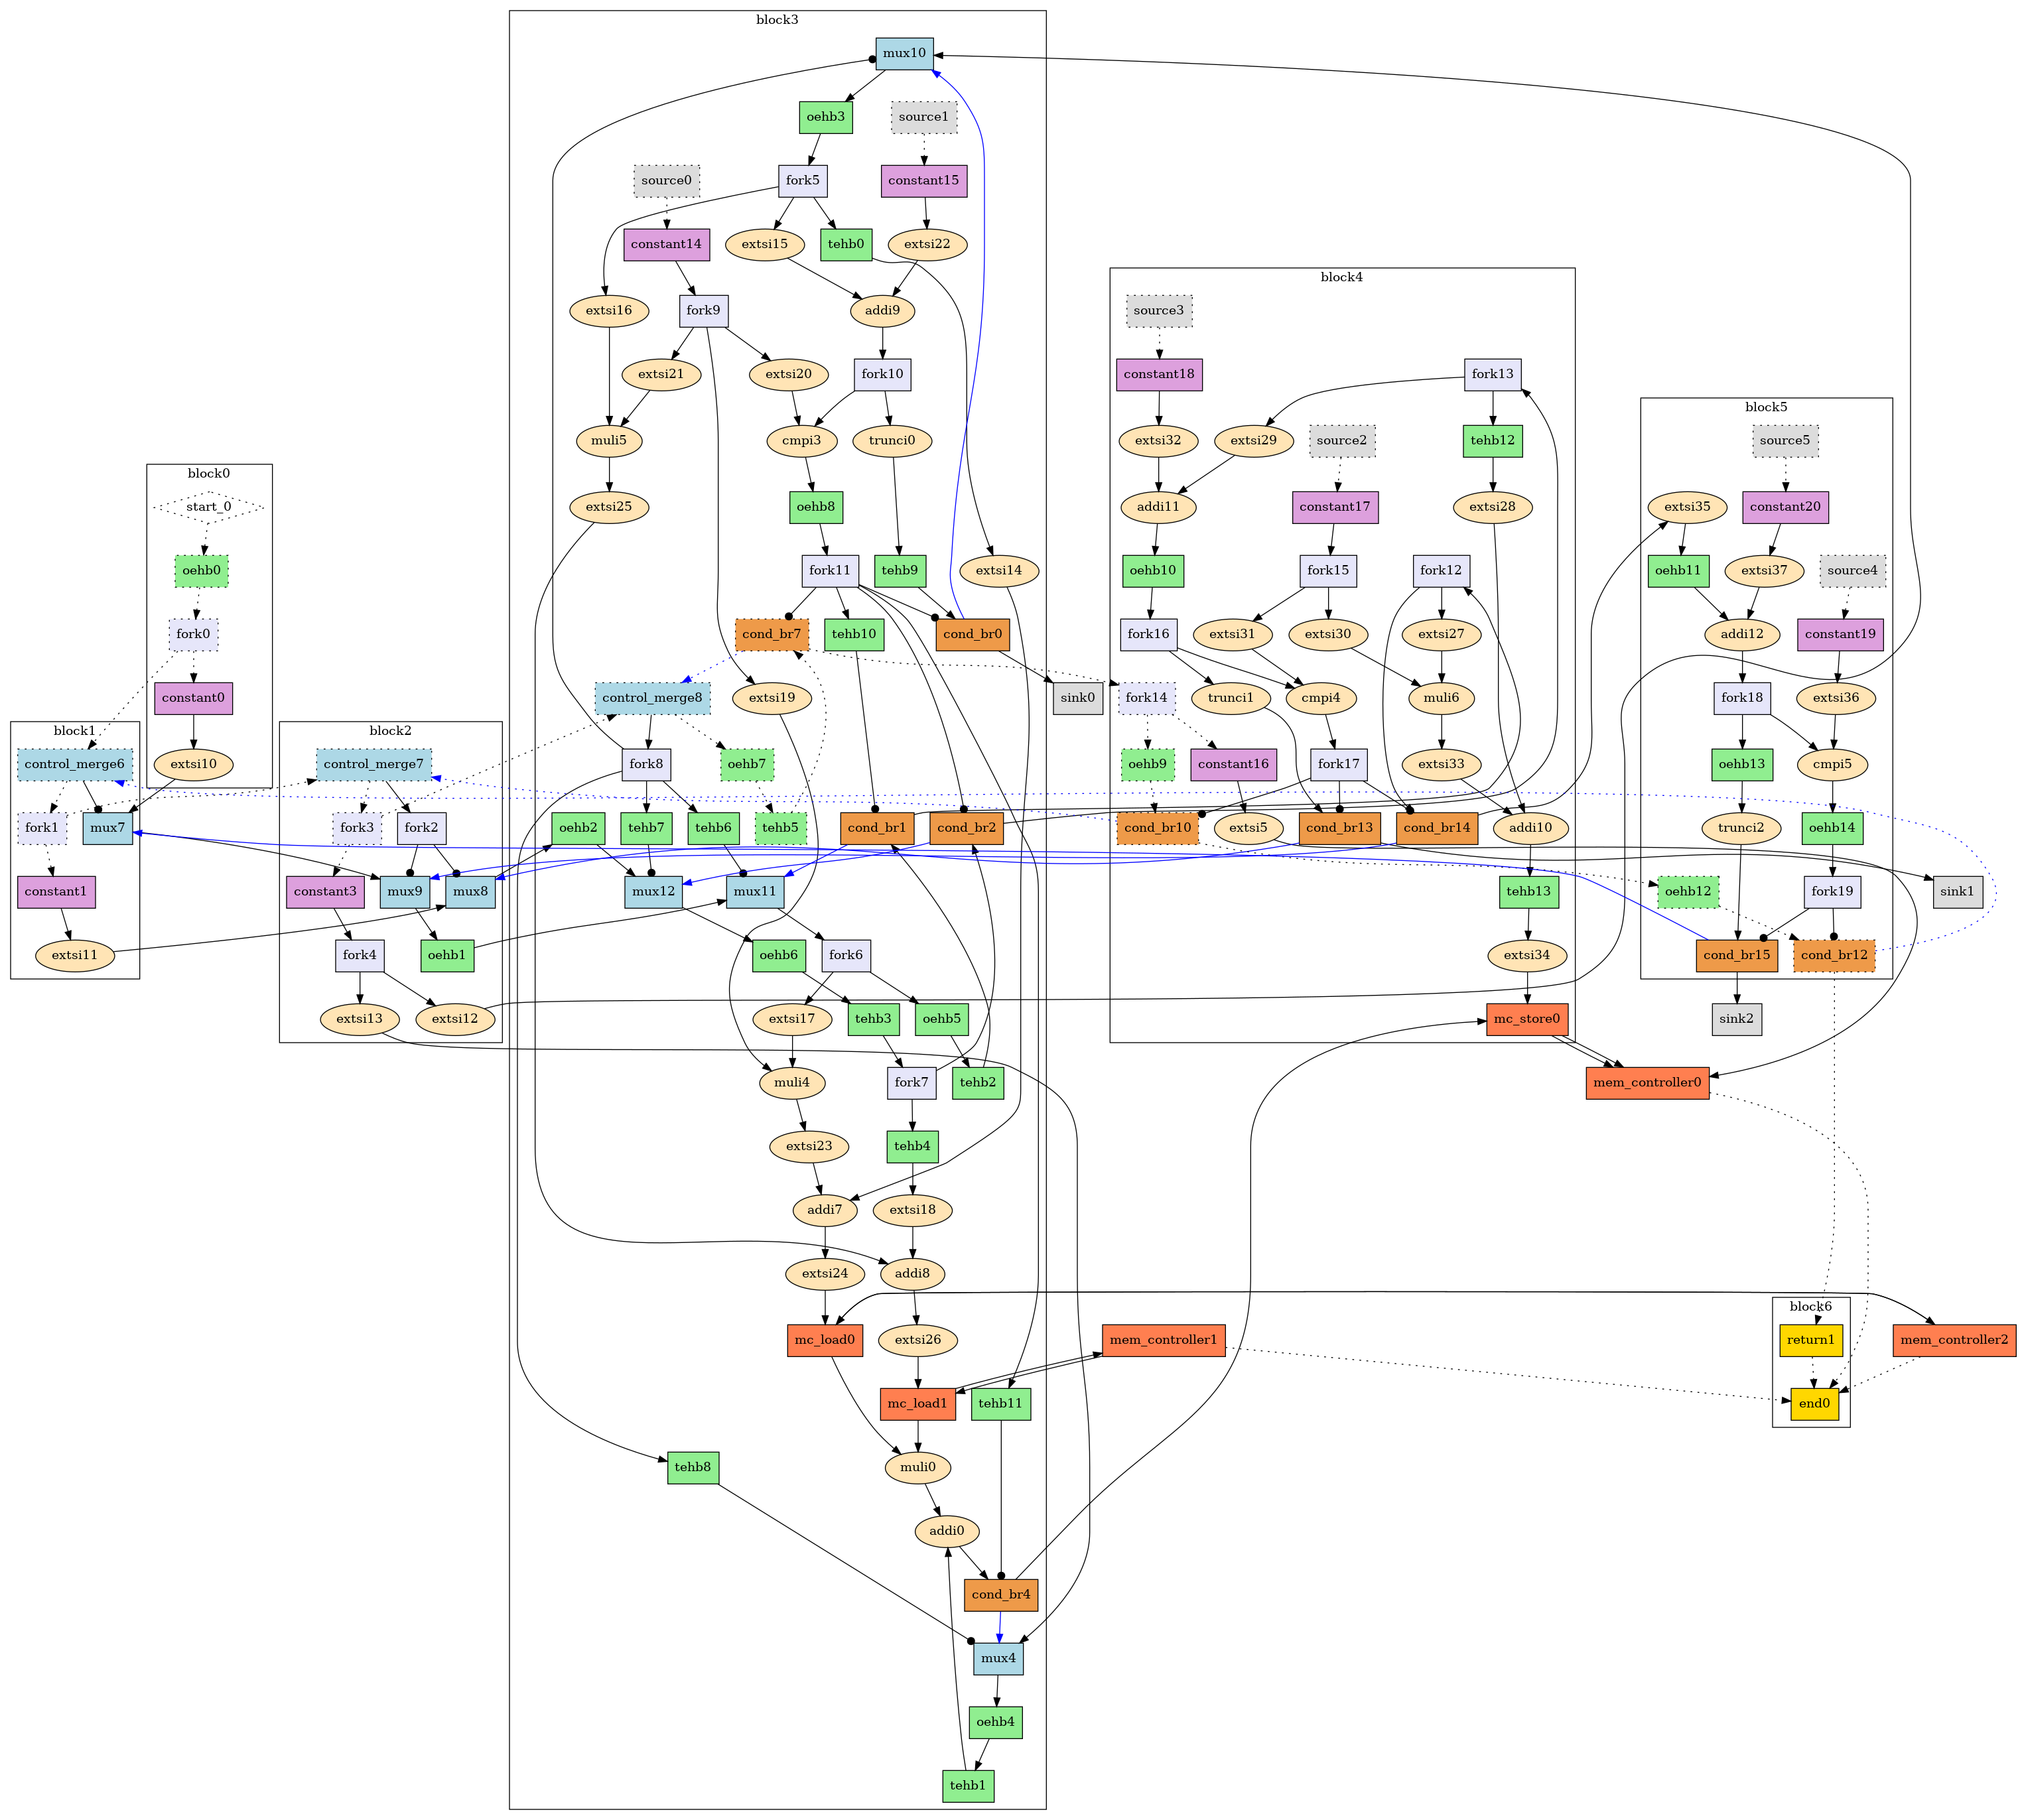 block3
mux10
oehb3
source1
source0
fork5
constant15
constant14
extsi15
tehb0
extsi22
block4
extsi16
fork9
addi9
source3
extsi21
extsi20
fork10
constant18
fork13
block5
muli5
cmpi3
trunci0
extsi32
extsi29
source2
tehb12
source5
block0
start_0
extsi25
oehb8
addi11
constant17
extsi28
extsi35
constant20
oehb0
fork11
tehb9
extsi14
oehb10
fork15
fork12
oehb11
extsi37
source4
fork0
cond_br7
tehb10
cond_br0
fork16
extsi31
extsi30
extsi27
addi12
constant19
constant0
control_merge8
extsi19
sink0
fork14
trunci1
cmpi4
muli6
fork18
extsi36
block1
block2
control_merge6
extsi10
control_merge7
fork8
oehb7
oehb9
constant16
fork17
extsi33
oehb13
cmpi5
fork1
mux7
fork3
fork2
oehb2
tehb7
tehb6
tehb5
cond_br1
cond_br2
cond_br10
extsi5
cond_br13
cond_br14
addi10
trunci2
oehb14
constant1
constant3
mux9
mux8
mux12
mux11
tehb13
oehb12
fork19
sink1
extsi11
fork4
oehb1
oehb6
fork6
extsi34
cond_br15
cond_br12
extsi13
extsi12
extsi17
tehb3
oehb5
mc_store0
sink2
muli4
fork7
tehb2
mem_controller0
extsi23
tehb4
addi7
extsi18
extsi24
addi8
block6
mc_load0
extsi26
mem_controller1
return1
mem_controller2
mc_load1
tehb11
end0
tehb8
muli0
addi0
cond_br4
mux4
oehb4
tehb1